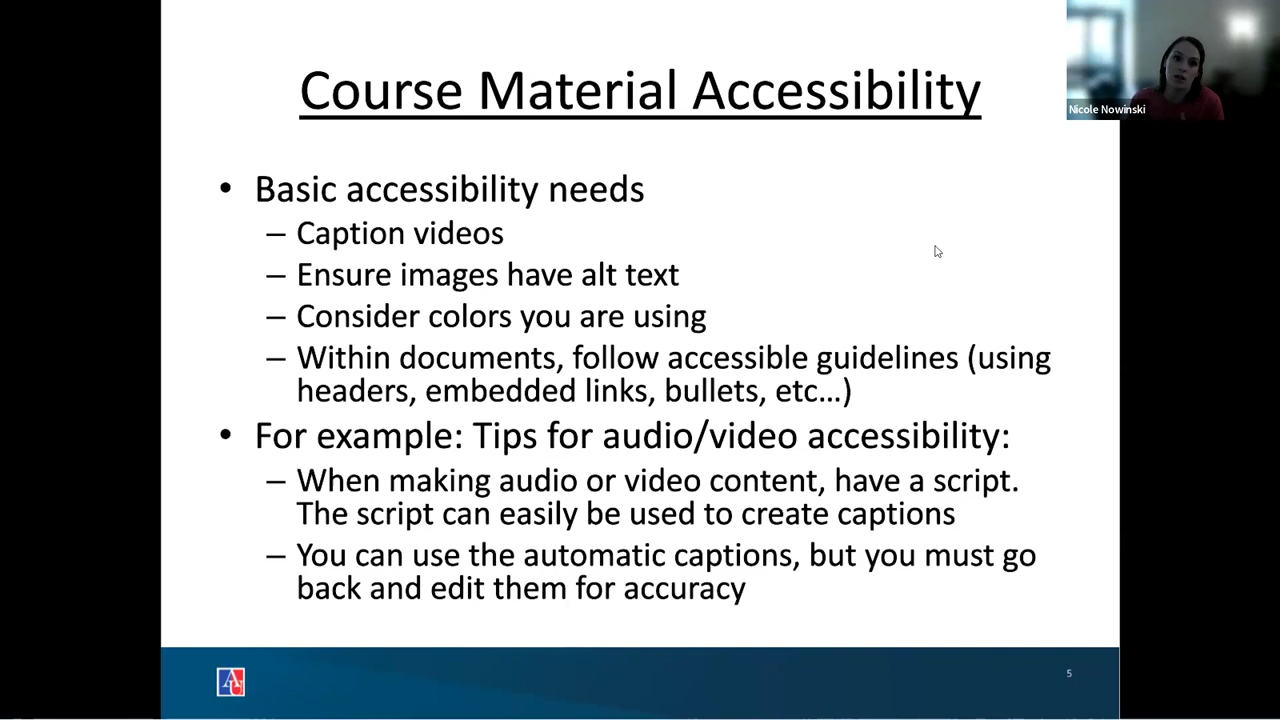 Course Material Accessibility
Nicole Nowinski
• Basic accessibility needs
– Caption videos
– Ensure images have alt text
– Consider colors you are using
– Within documents, follow accessible guidelines (using
headers, embedded links, bullets, etc…)
• For example: Tips for audio/video accessibility:
– When making audio or video content, have a script.
The script can easily be used to create captions
– You can use the automatic captions, but you must go
back and edit them for accuracy
AU
5